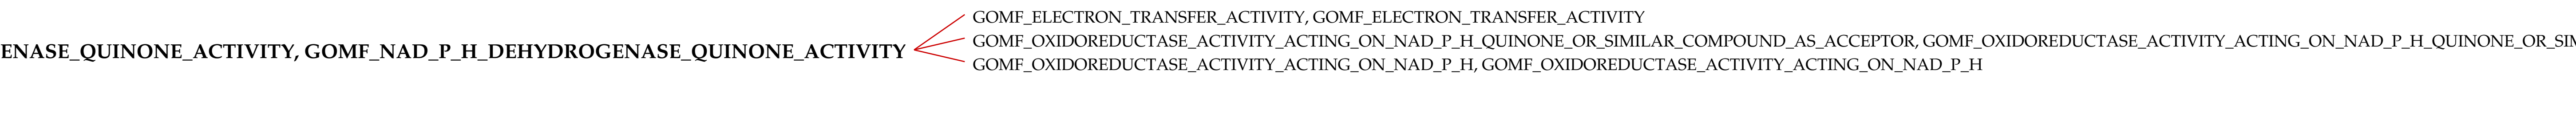 GOMF_ELECTRON_TRANSFER_ACTIVITY, GOMF_ELECTRON_TRANSFER_ACTIVITY
GOMF_OXIDOREDUCTASE_ACTIVITY_ACTING_ON_NAD_P_H_QUINONE_OR_SIMILAR_COMPOUND_AS_ACCEPTOR, GOMF_OXIDOREDUCTASE_ACTIVITY_ACTING_ON_NAD_P_H_QUINONE_OR_SIM
ENASE_QUINONE_ACTIVITY, GOMF_NAD_P_H_DEHYDROGENASE_QUINONE_ACTIVITY
GOMF_OXIDOREDUCTASE_ACTIVITY_ACTING_ON_NAD_P_H, GOMF_OXIDOREDUCTASE_ACTIVITY_ACTING_ON_NAD_P_H